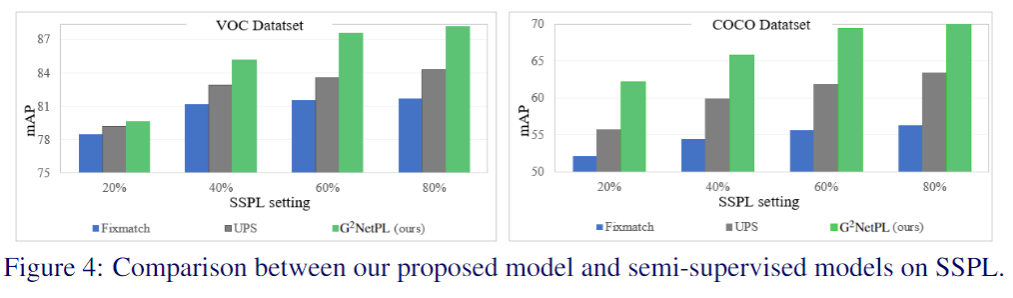 VOC Datatset
87
84
81
78
75
mAP
20% 40% 60% 80%
SSPL setting
Fixmatch UPS G²NetPL (ours)
COCO Datatset
70
65
60
55
50
mAP
20% 40% 60% 80%
SSPL setting
Fixmatch UPS G²NetPL (ours)
Figure 4: Comparison between our proposed model and semi-supervised models on SSPL.